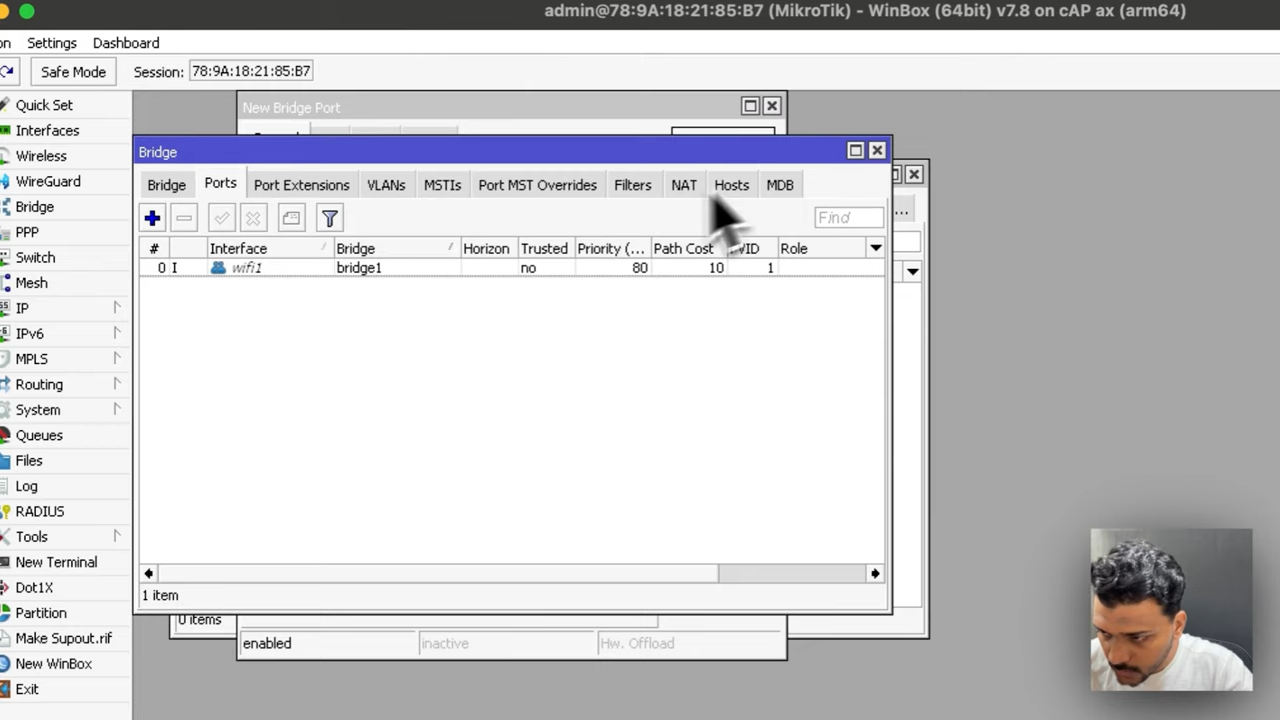 admin@78:9A:18:21:85:B7 (MikroTik) - WinBox (64bit) v7.8 on cAP ax (arm64)
on Settings Dashboard
Safe Mode Session: 78:9A:18:21:85:B7
Quick Set
Interfaces
Wireless
WireGuard
Bridge
PPP
Switch
Mesh
IP
IPv6
MPLS
Routing
System
Queues
Files
Log
RADIUS
Tools
New Terminal
Dot1X
Partition
Make Supout.rif
New WinBox
Exit
New Bridge Port
Bridge
Bridge Ports Port Extensions VLANs MSTIs Port MST Overrides Filters NAT Hosts MDB
Find
# Interface Bridge Horizon Trusted Priority (... Path Cost VID Role
0 I wifi1 bridge1 no 80 10 1
1 item
0 items
enabled inactive Hw. Offload
...